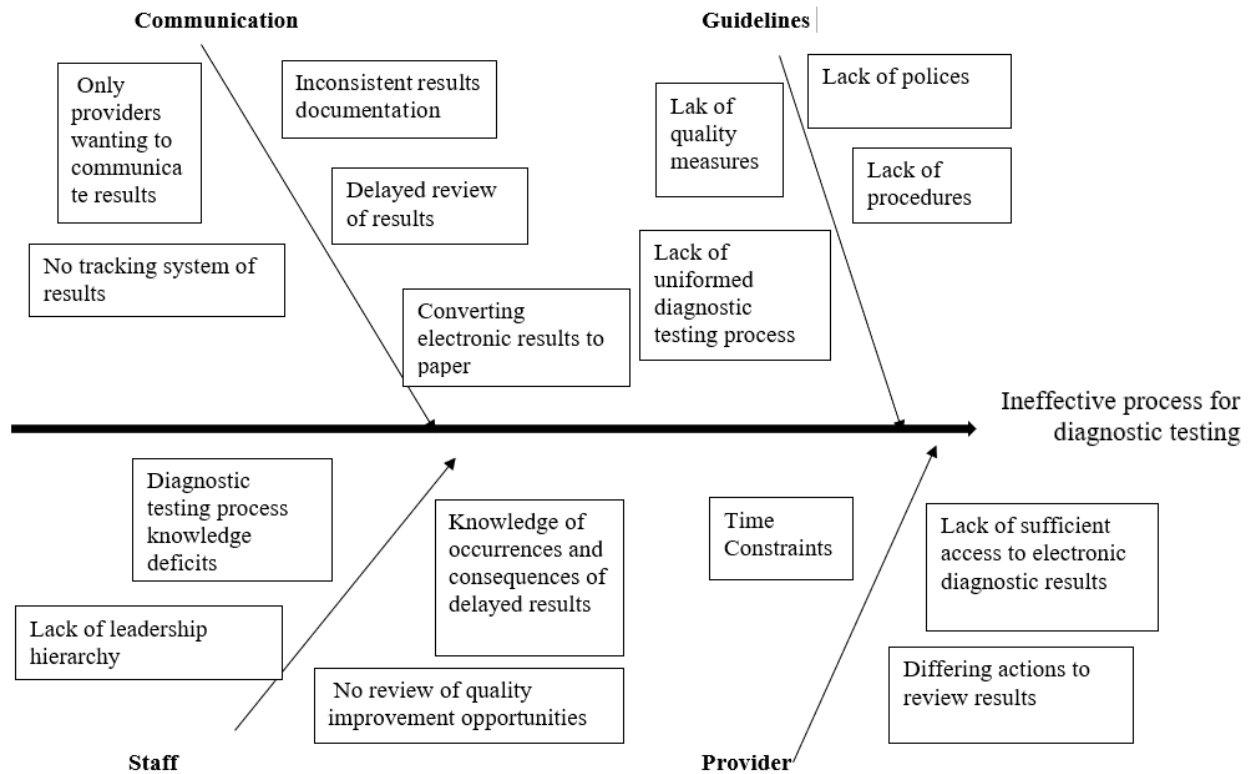 Communication
Guidelines
Only
providers
wanting to
communica
te results
Inconsistent results
documentation
Delayed review
of results
No tracking system of
results
Converting
electronic results to
paper
Lak of
quality
measures
Lack of polices
Lack of
procedures
Lack of
uniformed
diagnostic
testing process
Ineffective process for
diagnostic testing
Diagnostic
testing process
knowledge
deficits
Knowledge of
occurrences and
consequences of
delayed results
Lack of leadership
hierarchy
No review of quality
improvement opportunities
Time
Constraints
Lack of sufficient
access to electronic
diagnostic results
Differing actions to
review results
Staff
Provider